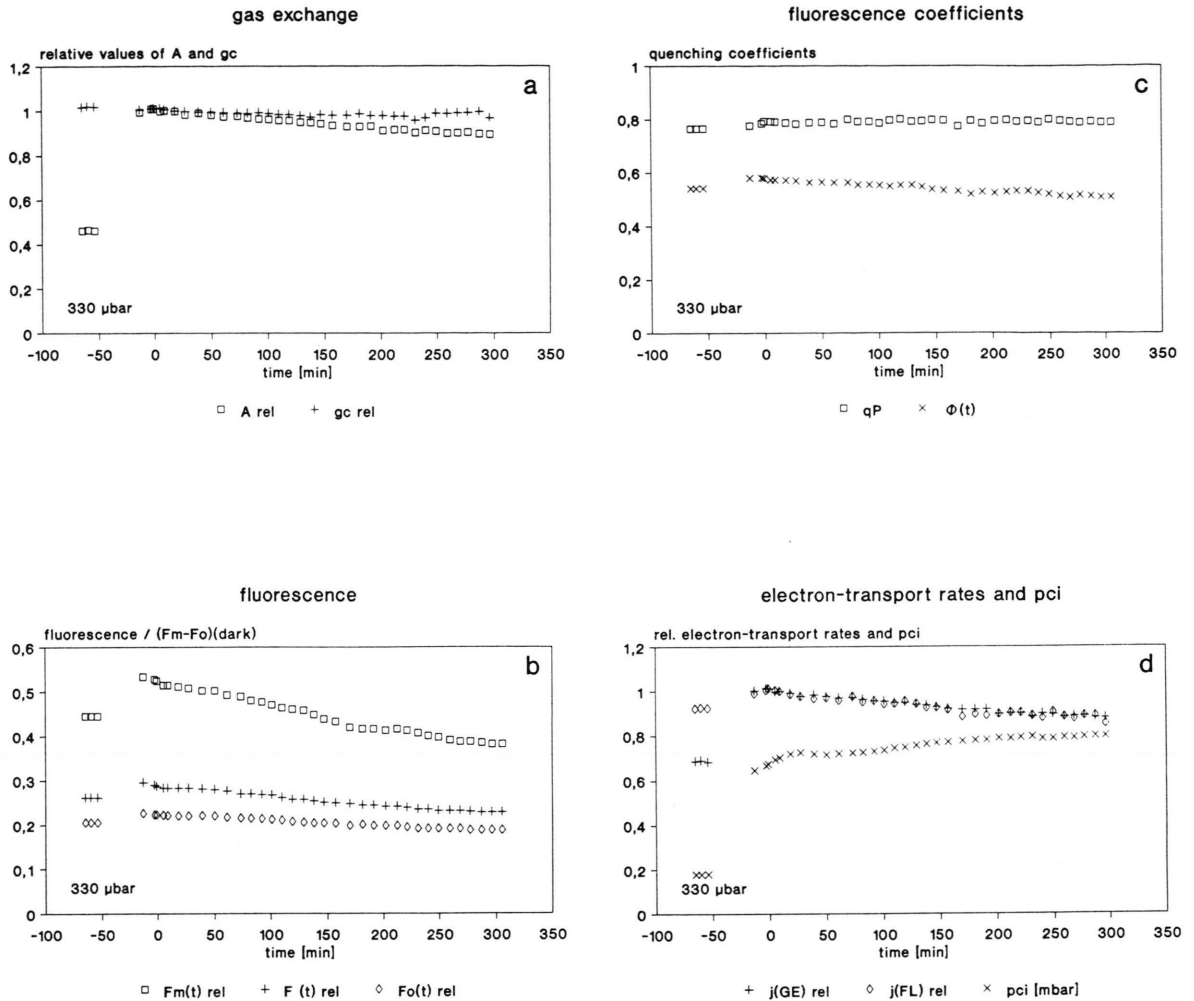 gas exchange
relative values of A and gc
a
1,2
1
0,8
0,6
0,4
0,2
0
330 μbar
-100 -50 0 50 100 150 200 250 300 350
time [min]
□ A rel + gc rel
fluorescence coefficients
quenching coefficients
c
1
0,8
0,6
0,4
0,2
0
330 μbar
-100 -50 0 50 100 150 200 250 300 350
time [min]
□ qP × Φ(t)
fluorescence
fluorescence / (Fm-Fo)(dark)
b
0,6
0,5
0,4
0,3
0,2
0,1
0
330 μbar
-100 -50 0 50 100 150 200 250 300 350
time [min]
□ Fm(t) rel + F (t) rel ◇ Fo(t) rel
electron-transport rates and pci
rel. electron-transport rates and pci
d
1,2
1
0,8
0,6
0,4
0,2
0
330 μbar
-100 -50 0 50 100 150 200 250 300 350
time [min]
+ j(GE) rel ◇ j(FL) rel × pci [mbar]